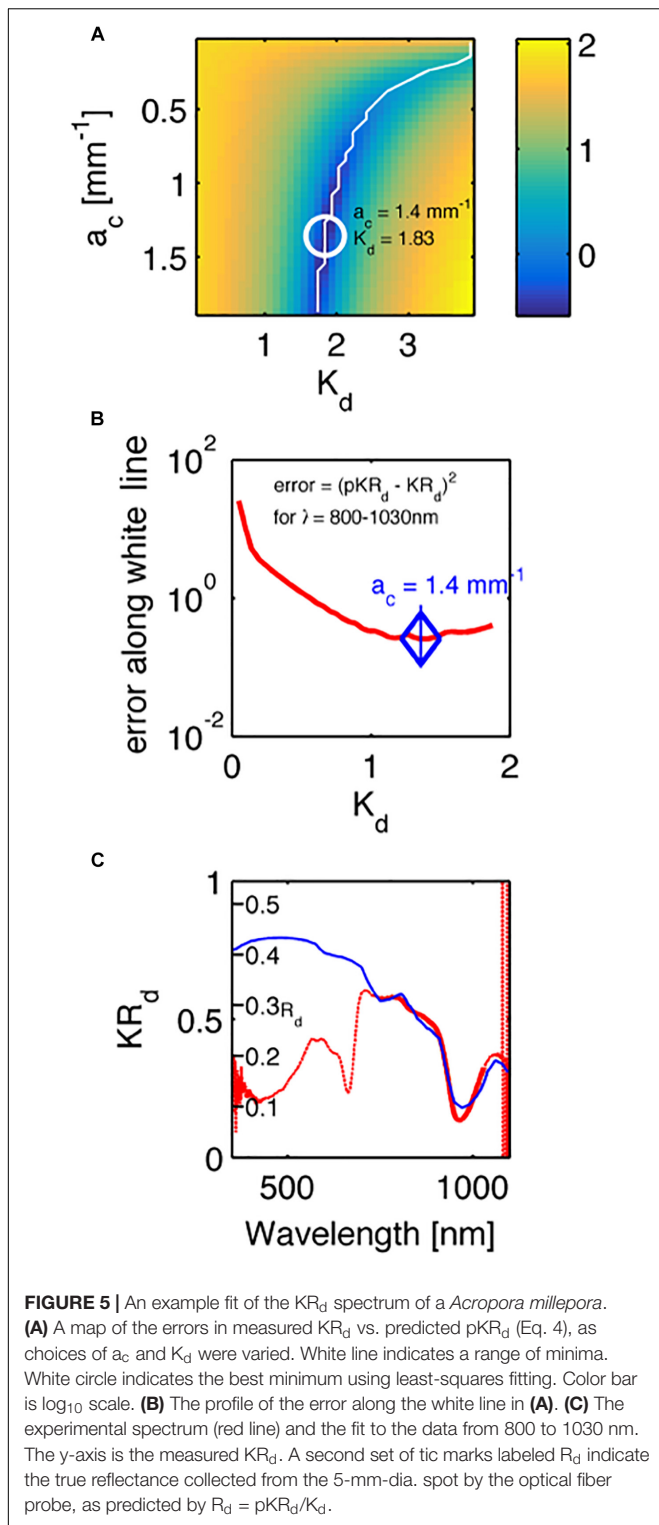 A
a_c [mm⁻¹]
0.5
1
1.5
a_c = 1.4 mm⁻¹
K_d = 1.83
1
2
3
K_d
2
1
0
B
error along white line
10²
10⁰
10⁻²
error = (pKR_d - KR_d)²
for λ = 800-1030nm
a_c = 1.4 mm⁻¹
0
1
2
K_d
C
KR_d
1
0.5
0
0.5
0.4
0.3R_d
0.2
0.1
500
1000
Wavelength [nm]
FIGURE 5 | An example fit of the KR_d spectrum of a Acropora millepora.
(A) A map of the errors in measured KR_d vs. predicted pKR_d (Eq. 4), as
choices of a_c and K_d were varied. White line indicates a range of minima.
White circle indicates the best minimum using least-squares fitting. Color bar
is log₁₀ scale. (B) The profile of the error along the white line in (A). (C) The
experimental spectrum (red line) and the fit to the data from 800 to 1030 nm.
The y-axis is the measured KR_d. A second set of tic marks labeled R_d indicate
the true reflectance collected from the 5-mm-dia. spot by the optical fiber
probe, as predicted by R_d = pKR_d/K_d.